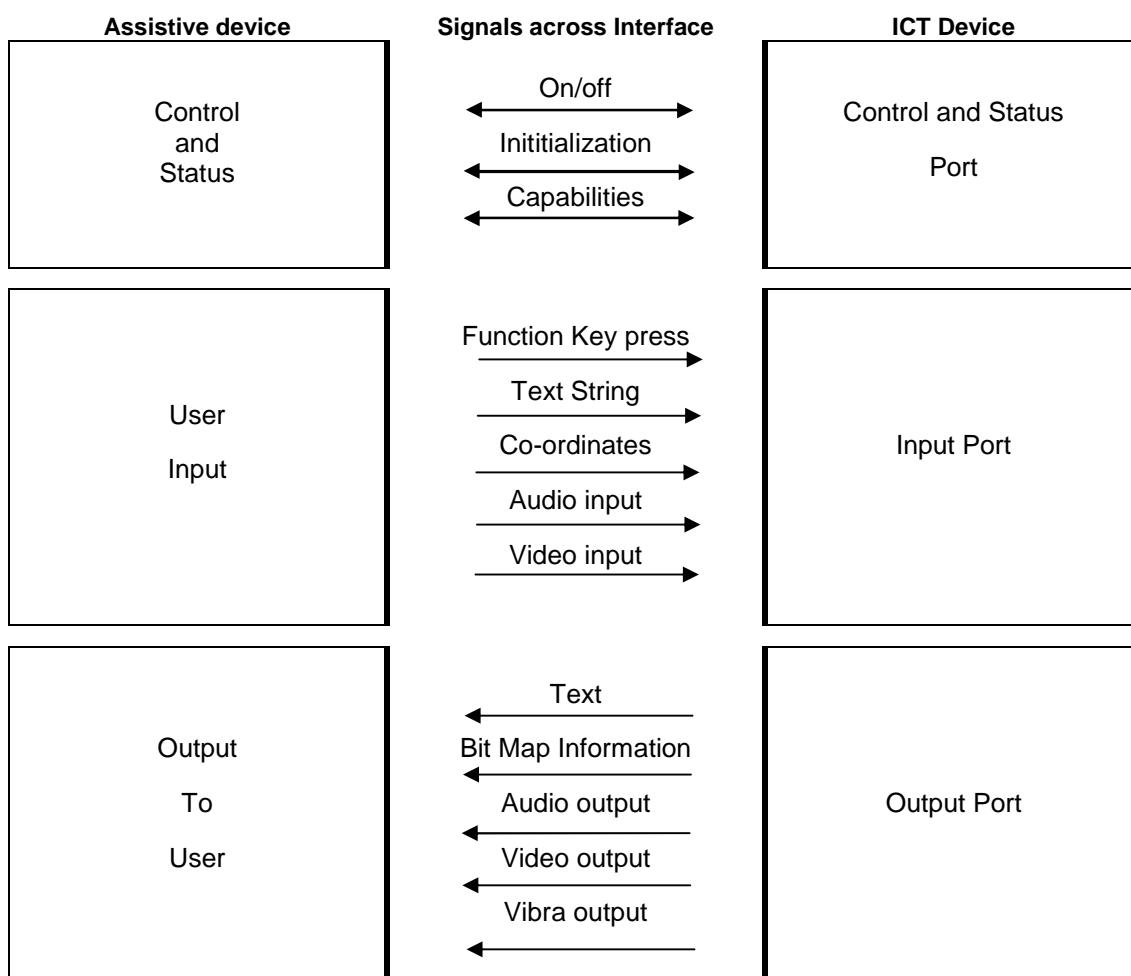 Assistive device
Signals across Interface
ICT Device
Control
and
Status
On/off
Inititialization
Capabilities
Control and Status
Port
User
Input
Function Key press
Text String
Co-ordinates
Audio input
Video input
Input Port
Output
To
User
Text
Bit Map Information
Audio output
Video output
Vibra output
Output Port